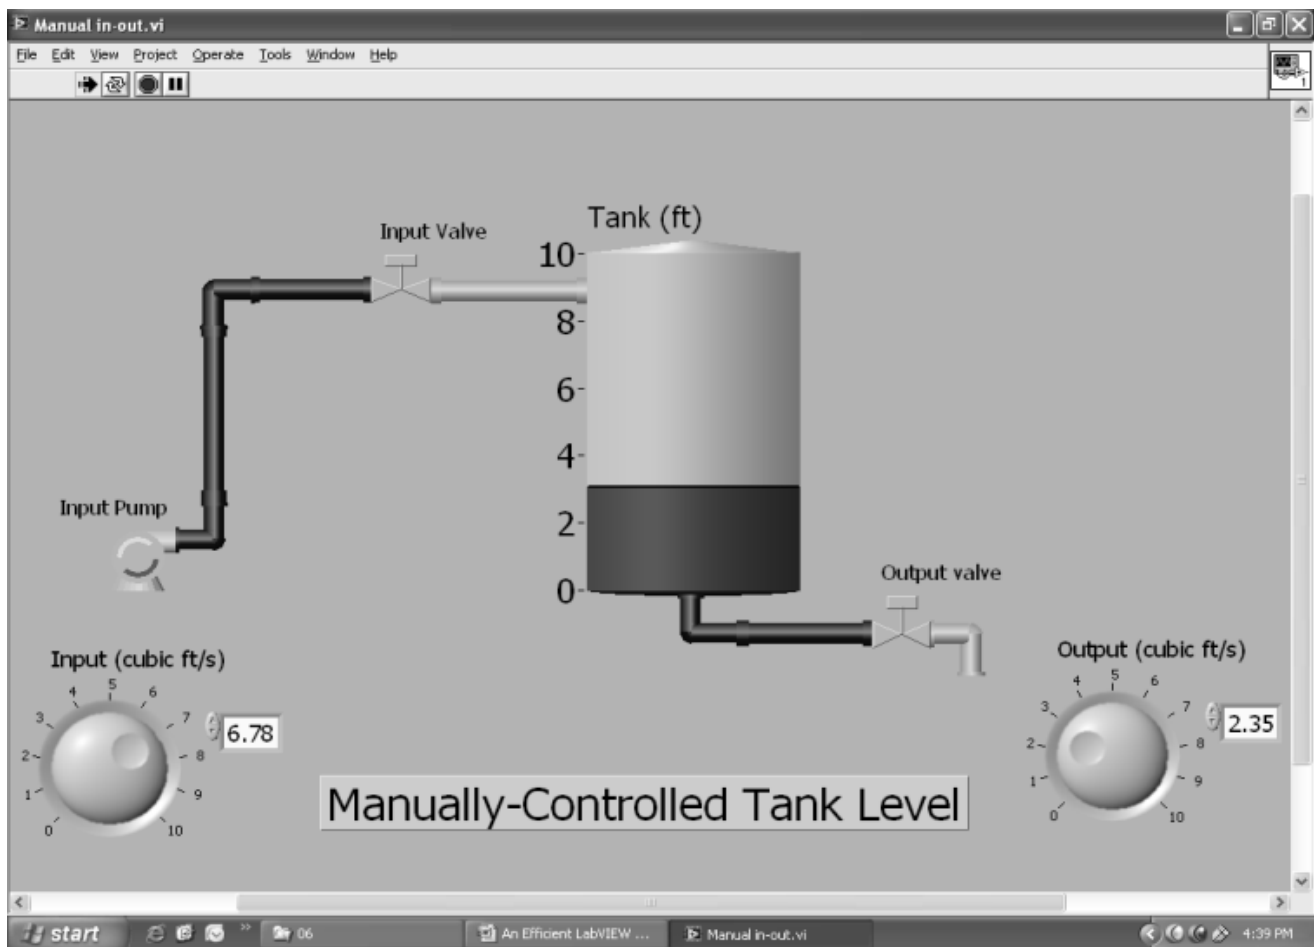 Manual in-out.vi
File Edit View Project Operate Tools Window Help
1
Tank (ft)
Input Valve
10
8
6
4
2
0
Input Pump
Output valve
Input (cubic ft/s)
0 1 2 3 4 5 6 7 8 9 10
6.78
Output (cubic ft/s)
0 1 2 3 4 5 6 7 8 9 10
2.35
Manually-Controlled Tank Level
start » 06 An Efficient LabVIEW ... Manual in-out.vi 4:39 PM